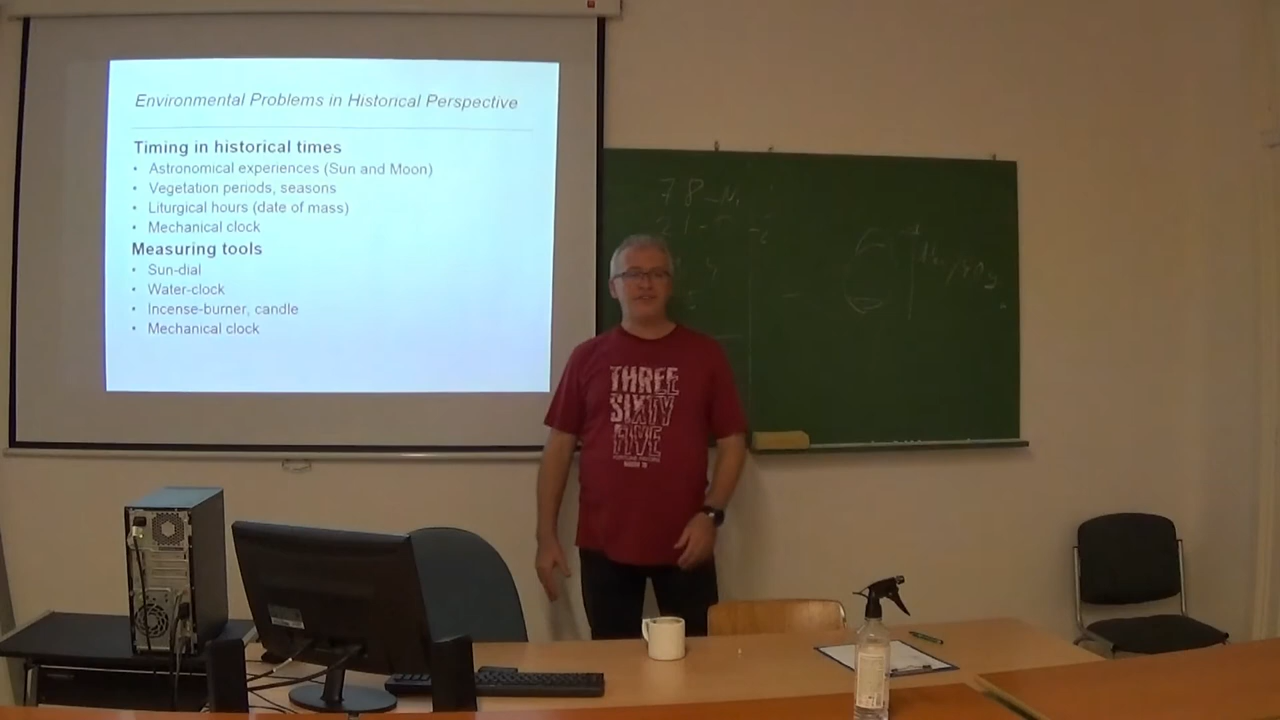 Environmental Problems in Historical Perspective
Timing in historical times
• Astronomical experiences (Sun and Moon)
• Vegetation periods, seasons
• Liturgical hours (date of mass)
• Mechanical clock
Measuring tools
• Sun-dial
• Water-clock
• Incense-burner, candle
• Mechanical clock
78
THREE
SIXTY
FIVE